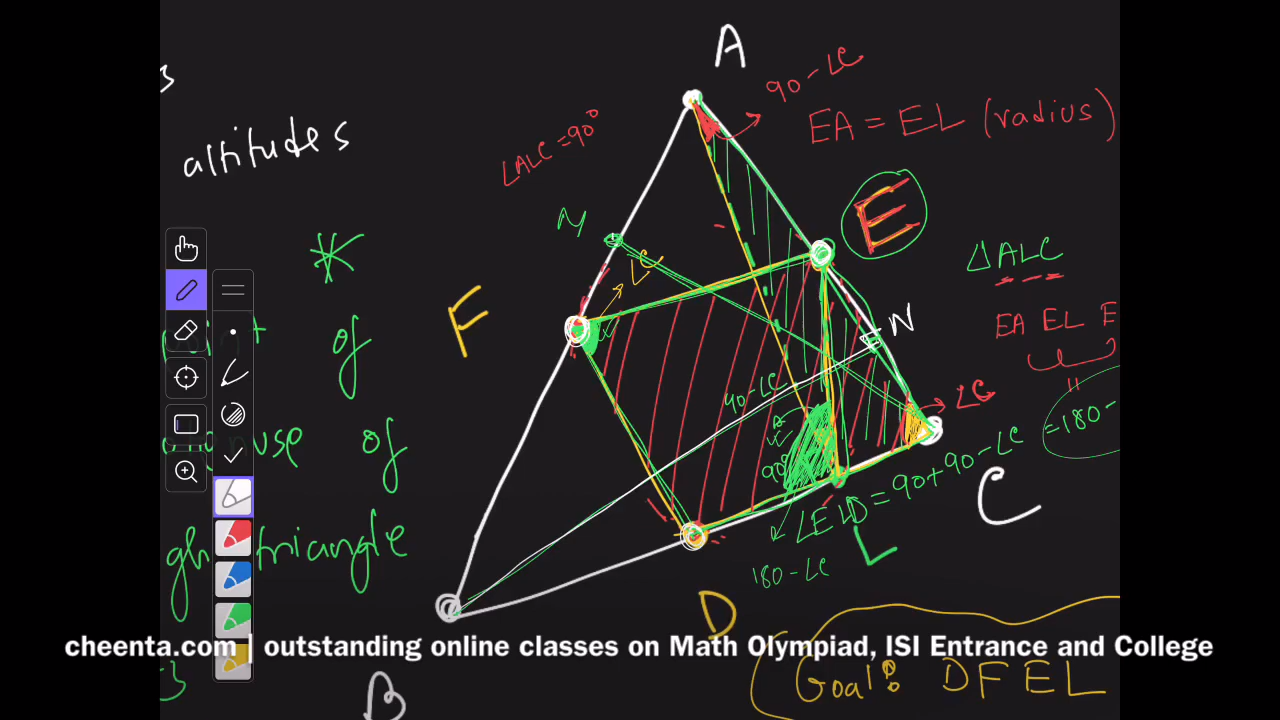 A
90-∠C
EA = EL (radius)
altitudes
∠ALC=90°
M
E
*
∠C
△ALC
F
N
EA EL E
of
90-∠C
∠C
=180-
of
90°
∠ELD = 90+90-∠C
C
triangle
L
180-∠C
D
cheenta.com | outstanding online classes on Math Olympiad, ISI Entrance and College
Goal: DFEL
B